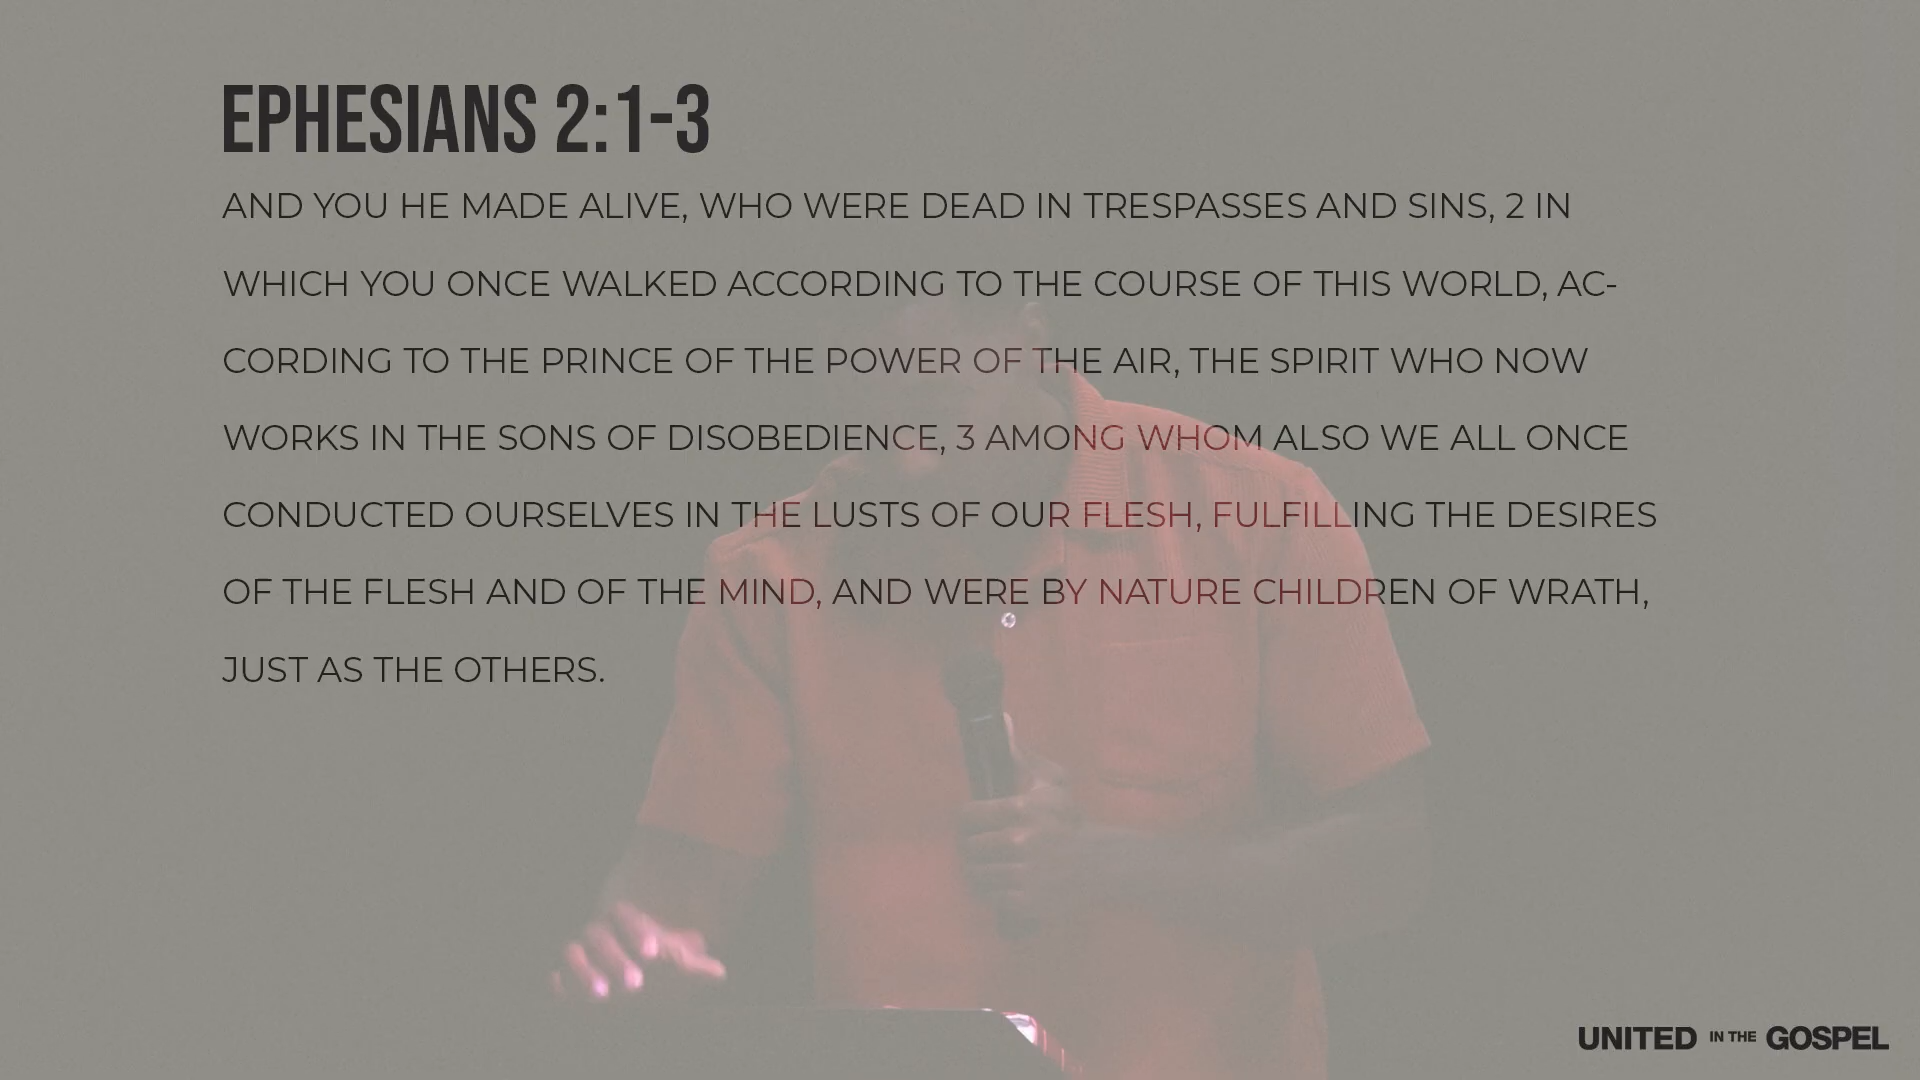 EPHESIANS 2:1-3
AND YOU HE MADE ALIVE, WHO WERE DEAD IN TRESPASSES AND SINS, 2 IN
WHICH YOU ONCE WALKED ACCORDING TO THE COURSE OF THIS WORLD, AC-
CORDING TO THE PRINCE OF THE POWER OF THE AIR, THE SPIRIT WHO NOW
WORKS IN THE SONS OF DISOBEDIENCE, 3 AMONG WHOM ALSO WE ALL ONCE
CONDUCTED OURSELVES IN THE LUSTS OF OUR FLESH, FULFILLING THE DESIRES
OF THE FLESH AND OF THE MIND, AND WERE BY NATURE CHILDREN OF WRATH,
JUST AS THE OTHERS.
UNITED IN THE GOSPEL